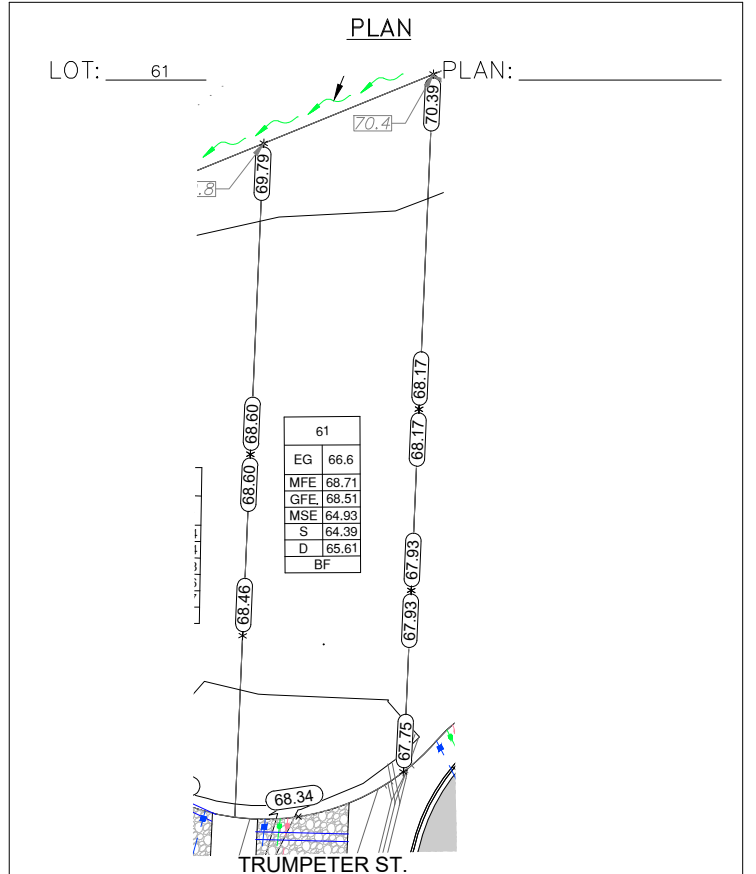 PLAN
LOT: 61
PLAN:
70.39
70.4
69.79
.8
68.17
68.60
68.17
68.60
61
EG 66.6
MFE 68.71
GFE, 68.51
MSE 64.93
S 64.39
D 65.61
BF
67.93
67.93
68.46
67.75
68.34
TRUMPETER ST.